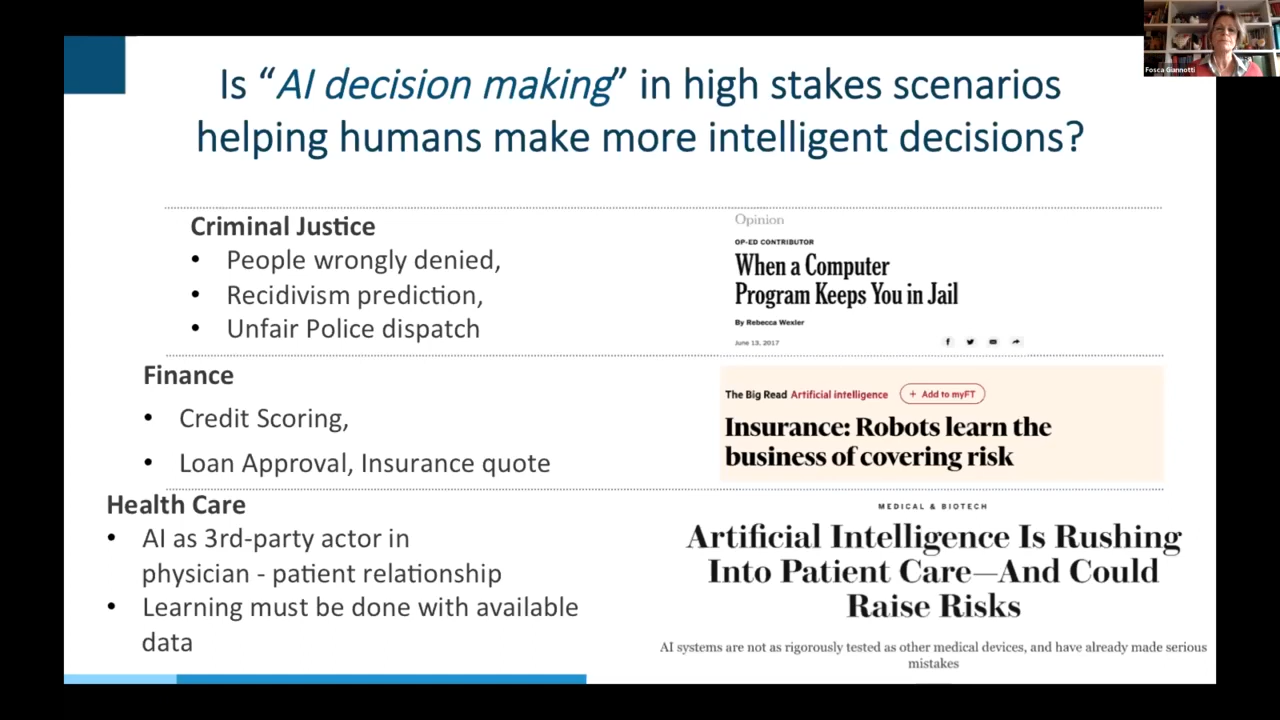 Fosca Giannotti
Is “AI decision making” in high stakes scenarios
helping humans make more intelligent decisions?
Criminal Justice
• People wrongly denied,
• Recidivism prediction,
• Unfair Police dispatch
Opinion
OP-ED CONTRIBUTOR
When a Computer
Program Keeps You in Jail
By Rebecca Wexler
June 13, 2017
Finance
• Credit Scoring,
• Loan Approval, Insurance quote
The Big Read Artificial intelligence + Add to myFT
Insurance: Robots learn the
business of covering risk
Health Care
• AI as 3rd-party actor in
physician - patient relationship
• Learning must be done with available
data
MEDICAL & BIOTECH
Artificial Intelligence Is Rushing
Into Patient Care—And Could
Raise Risks
AI systems are not as rigorously tested as other medical devices, and have already made serious
mistakes